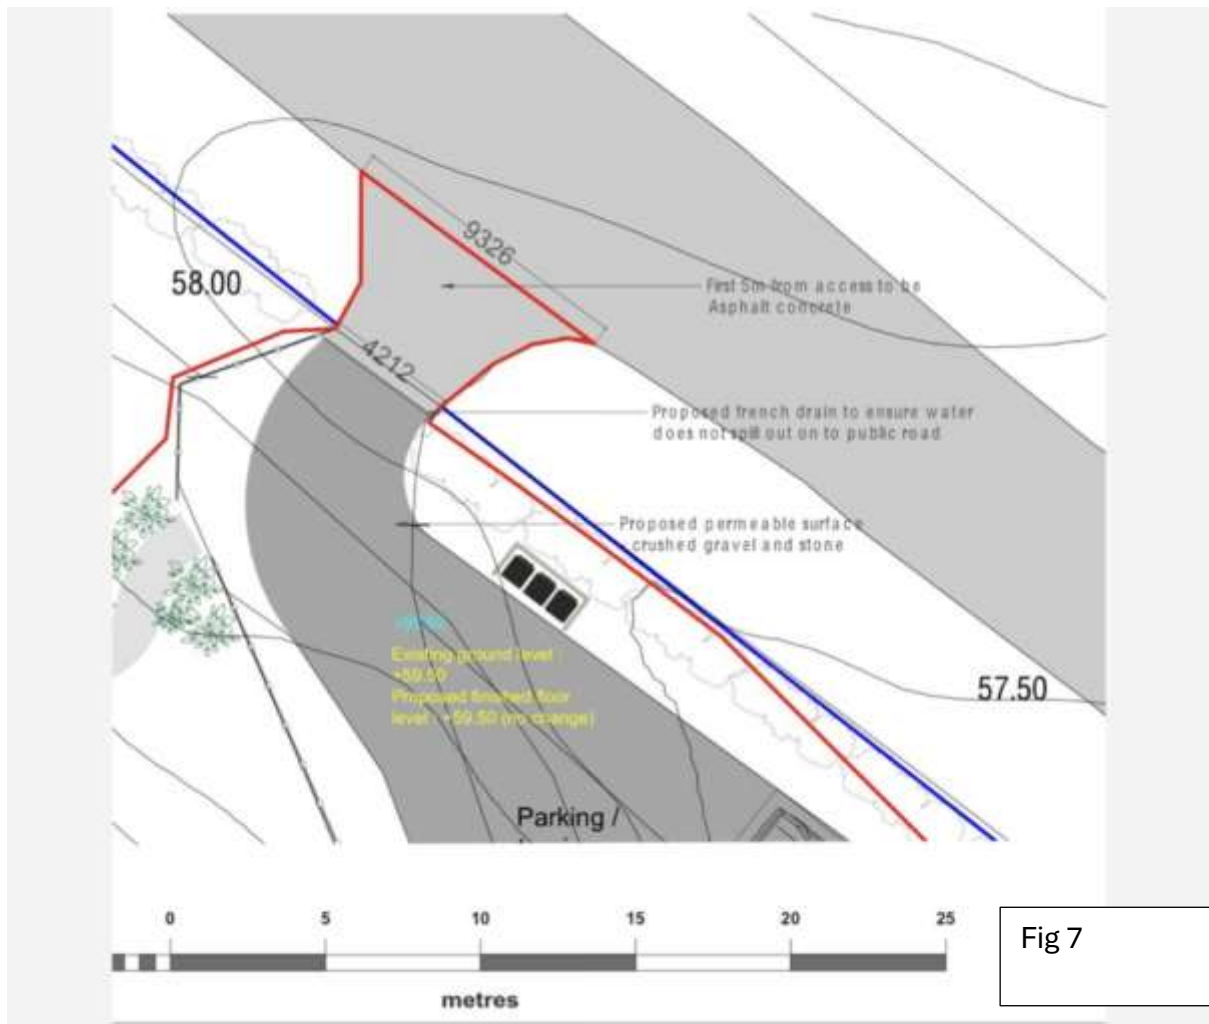 9326
58.00
First 5m from access to be
Asphalt concrete
4212
Proposed french drain to ensure water
does not spill out on to public road
Proposed permeable surface
crushed gravel and stone
Existing ground level :
+59.50
Proposed finished floor
level : +59.50 (no change)
57.50
Parking /
0 5 10 15 20 25
metres
Fig 7